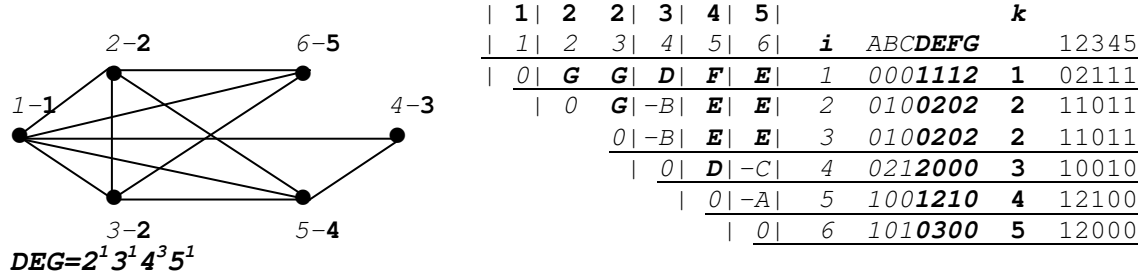 2–2 6–5
1–1 4–3
3–2 5–4
DEG=2¹3¹4³5¹
| 1| 2 2| 3| 4| 5| k
| 1| 2 3| 4| 5| 6| i ABCDEFG 12345
| 0| G G| D| F| E| 1 0001112 1 02111
| 0 G| –B| E| E| 2 0100202 2 11011
0| –B| E| E| 3 0100202 2 11011
| 0| D| –C| 4 0212000 3 10010
| 0| –A| 5 1001210 4 12100
| 0| 6 1010300 5 12000